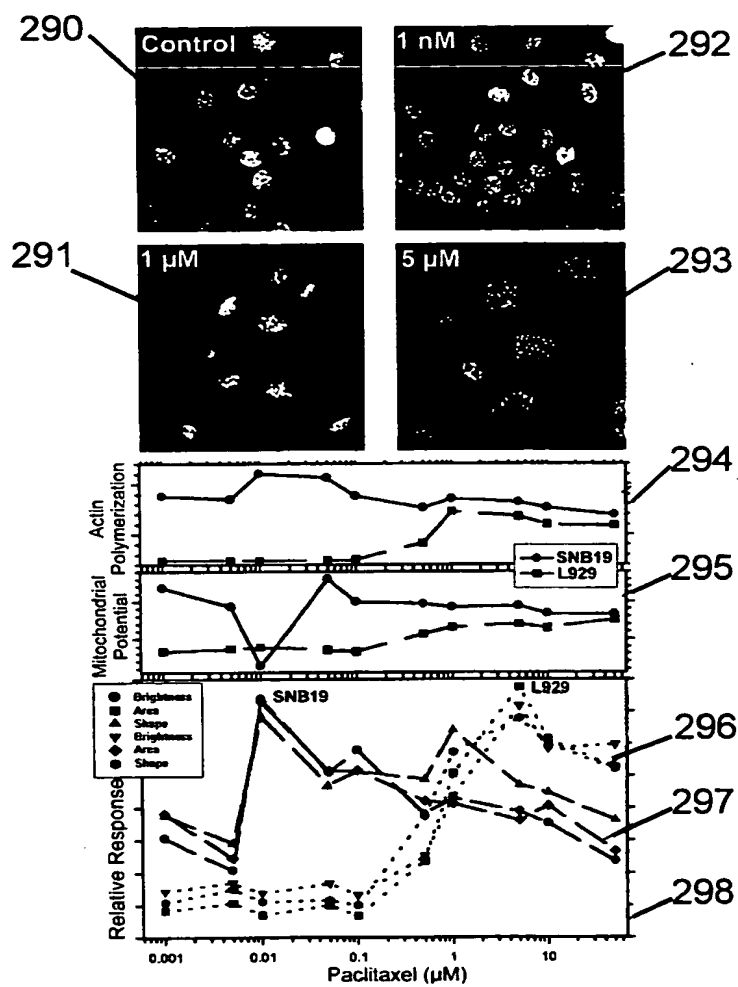 290
Control
1 nM
292
291
1 µM
5 µM
293
294
Actin
Polymerization
SNB19
L929
295
Mitochondrial
Potential
Brightness
Area
Shape
Brightness
Area
Shape
SNB19
L929
296
297
298
Relative Response
0.001
0.01
0.1
1
10
Paclitaxel (µM)